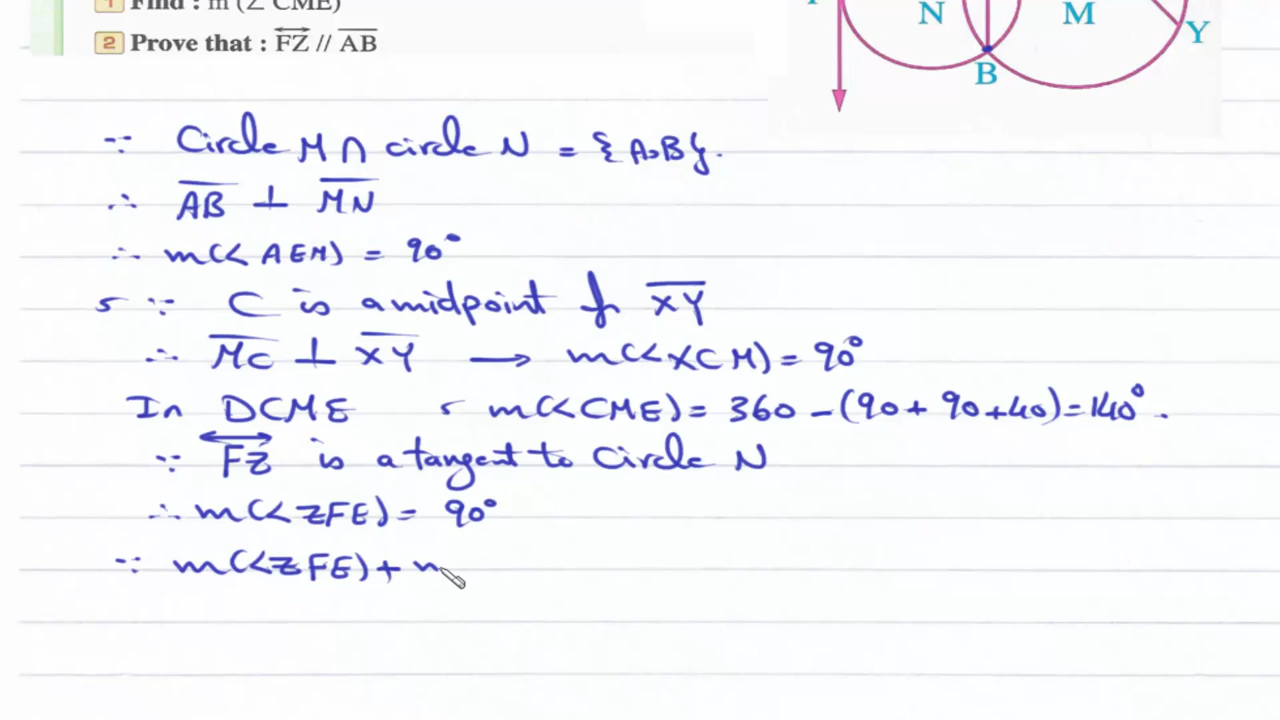 1 Find : m (∠ CME)
2 Prove that : FZ // AB
N
M
Y
B
∵ Circle M ∩ circle N = {A,B}.
∴ AB ⊥ MN
∴ m(< AEM) = 90°
, ∵ C is a midpoint of XY
∴ MC ⊥ XY → m(<XCM) = 90°
In DCME , m(<CME) = 360 - (90 + 90 + 40) = 140°.
∵ FZ is a tangent to Circle N
∴ m(< ZFE) = 90°
∵ m(<ZFE) + m